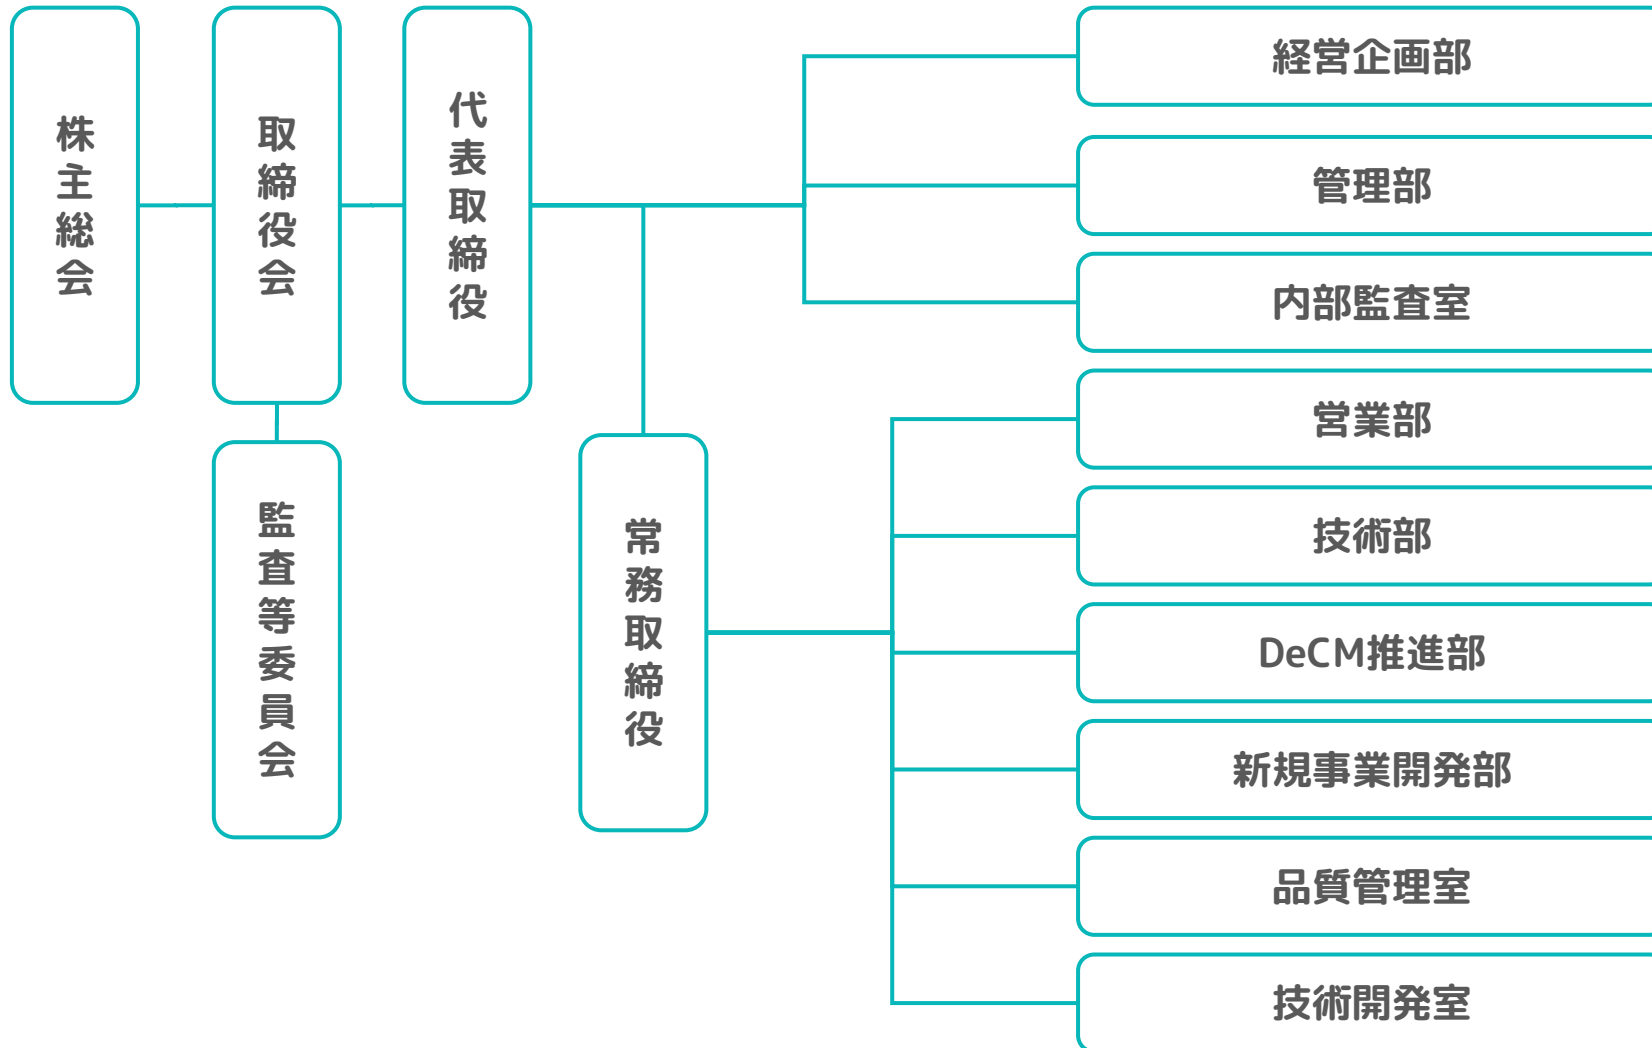 株主総会
取締役会
代表取締役
監査等委員会
常務取締役
経営企画部
管理部
内部監査室
営業部
技術部
DeCM推進部
新規事業開発部
品質管理室
技術開発室